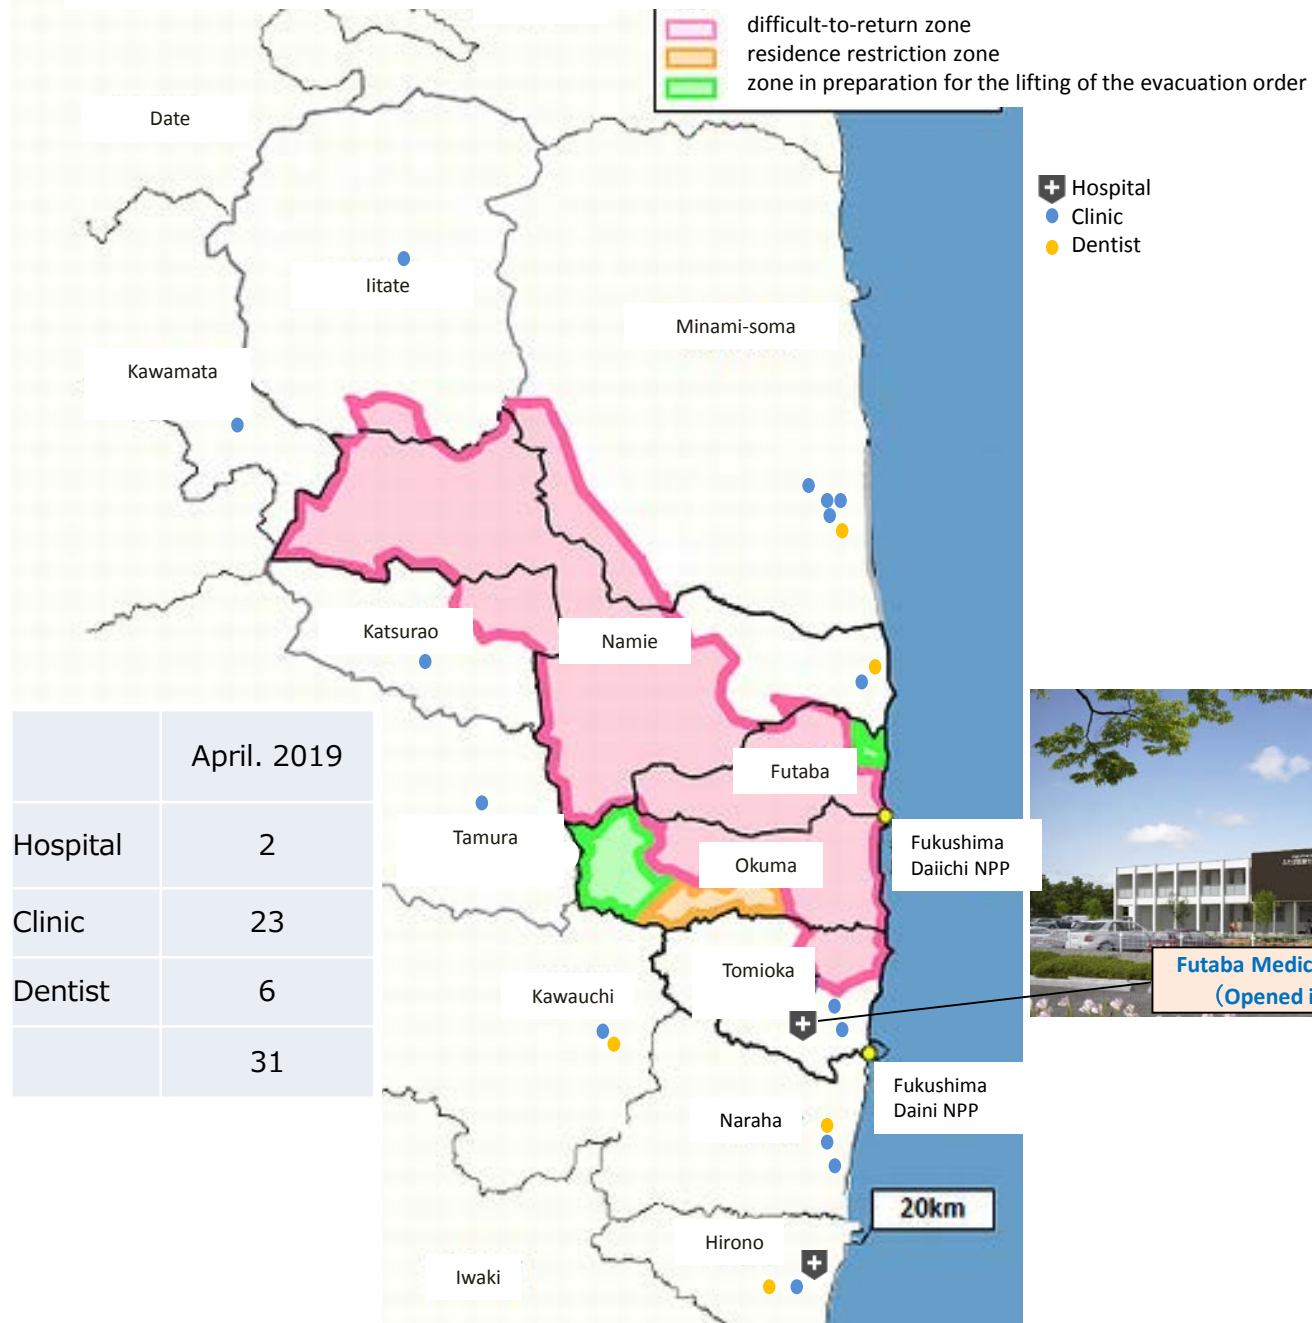 difficult-to-return zone
residence restriction zone
zone in preparation for the lifting of the evacuation order
Hospital
Clinic
Dentist
Date
Iitate
Minami-soma
Kawamata
Katsurao
Namie
Futaba
Tamura
Okuma
Fukushima
Daiichi NPP
Tomioka
Kawauchi
Fukushima
Daini NPP
Naraha
20km
Hirono
Iwaki
April. 2019
Hospital 2
Clinic 23
Dentist 6
31
Futaba Medic
（Opened i